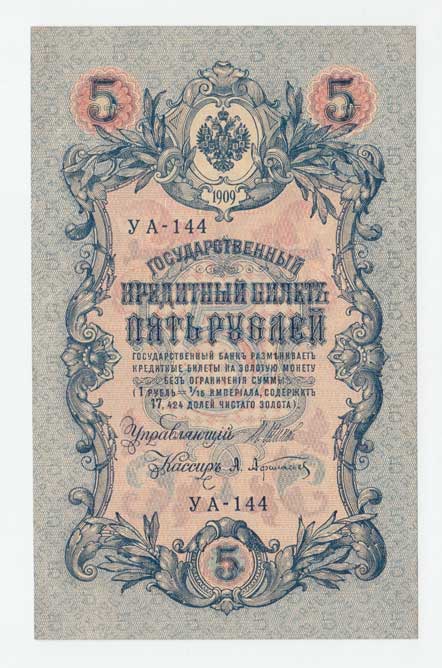 5 5
1909
УА-144
ГОСУДАРСТВЕННЫЙ
КРЕДИТНЫЙ БИЛЕТЪ
ПЯТЬ РУБЛЕЙ
ГОСУДАРСТВЕННЫЙ БАНКЪ РАЗМѢНИВАЕТЪ
КРЕДИТНЫЕ БИЛЕТЫ НА ЗОЛОТУЮ МОНЕТУ
БЕЗЪ ОГРАНИЧЕНІЯ СУММЫ
(1 РУБЛЬ = 1/15 ИМПЕРІАЛА, СОДЕРЖИТЪ
17,424 ДОЛЕЙ ЧИСТАГО ЗОЛОТА).
Управляющій
Кассиръ А. Афанасьев
УА-144
5